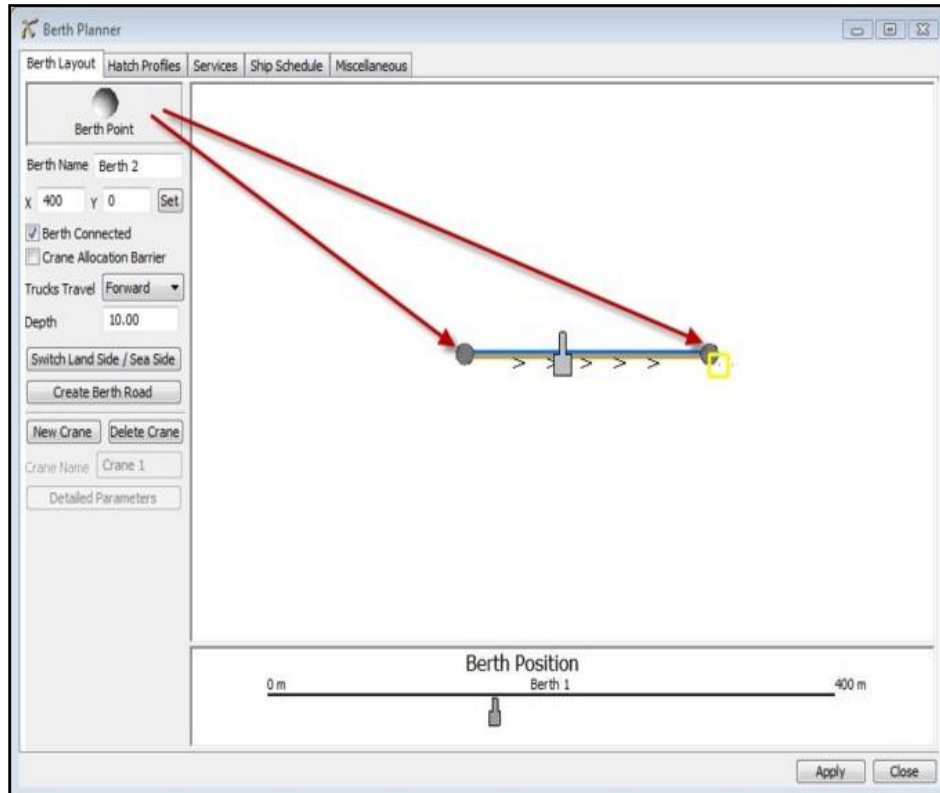 Berth Planner
Berth Layout Hatch Profiles Services Ship Schedule Miscellaneous
Berth Point
Berth Name Berth 2
X 400 Y 0 Set
Berth Connected
Crane Allocation Barrier
Trucks Travel Forward
Depth 10.00
Switch Land Side / Sea Side
Create Berth Road
New Crane Delete Crane
Crane Name Crane 1
Detailed Parameters
> > > > >
Berth Position
0 m Berth 1 400 m
Apply Close